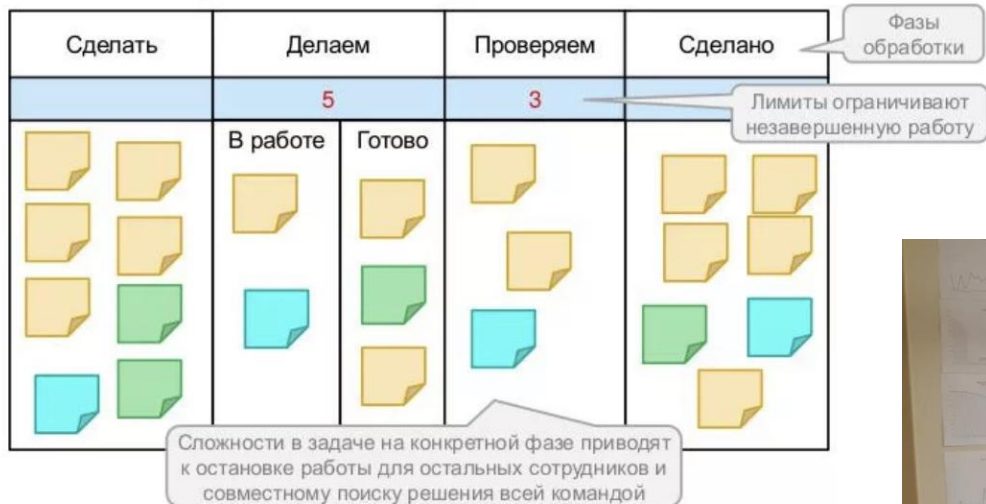 Сделать
Делаем
Проверяем
Сделано
Фазы
обработки
5
3
Лимиты ограничивают
незавершенную работу
В работе
Готово
Сложности в задаче на конкретной фазе приводят
к остановке работы для остальных сотрудников и
совместному поиску решения всей командой